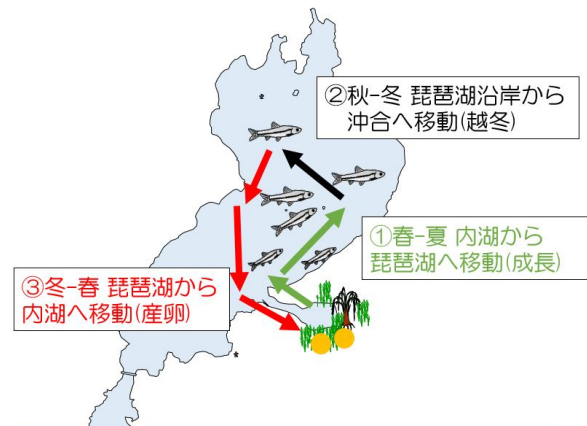 ②秋-冬 琵琶湖沿岸から
沖合へ移動(越冬)
①春-夏 内湖から
琵琶湖へ移動(成長)
③冬-春 琵琶湖から
内湖へ移動(産卵)